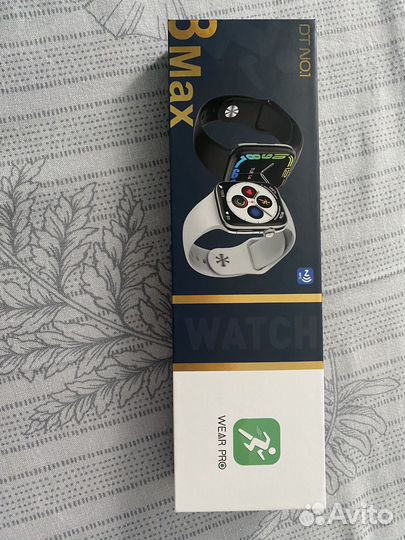 DT NO.1
8 Max
WATCH
WEAR PRO
Avito